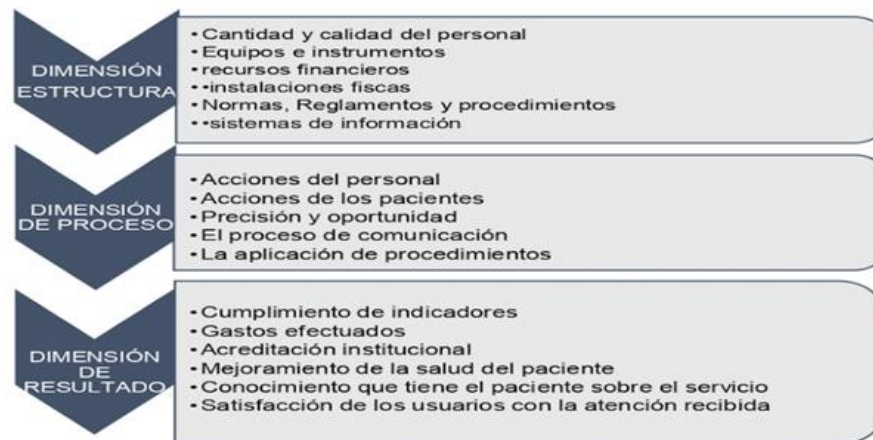 DIMENSIÓN
ESTRUCTURA
•Cantidad y calidad del personal
•Equipos e instrumentos
•recursos financieros
••instalaciones fiscas
•Normas, Reglamentos y procedimientos
••sistemas de información
DIMENSIÓN
DE PROCESO
•Acciones del personal
•Acciones de los pacientes
•Precisión y oportunidad
•El proceso de comunicación
•La aplicación de procedimientos
DIMENSIÓN
DE
RESULTADO
•Cumplimiento de indicadores
•Gastos efectuados
•Acreditación institucional
•Mejoramiento de la salud del paciente
•Conocimiento que tiene el paciente sobre el servicio
•Satisfacción de los usuarios con la atención recibida